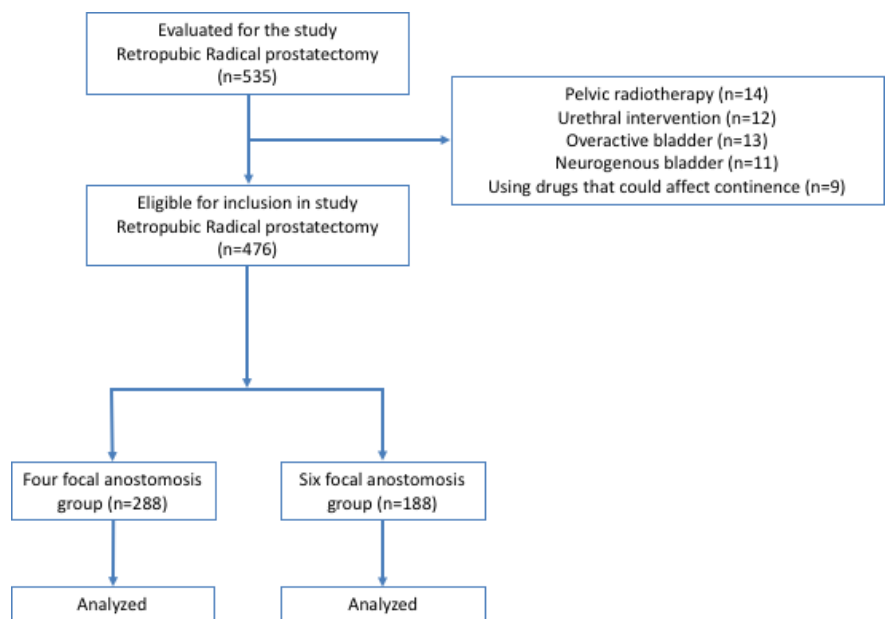 Evaluated for the study
Retropubic Radical prostatectomy
(n=535)
Pelvic radiotherapy (n=14)
Urethral intervention (n=12)
Overactive bladder (n=13)
Neurogenous bladder (n=11)
Using drugs that could affect continence (n=9)
Eligible for inclusion in study
Retropubic Radical prostatectomy
(n=476)
Four focal anostomosis
group (n=288)
Six focal anostomosis
group (n=188)
Analyzed
Analyzed